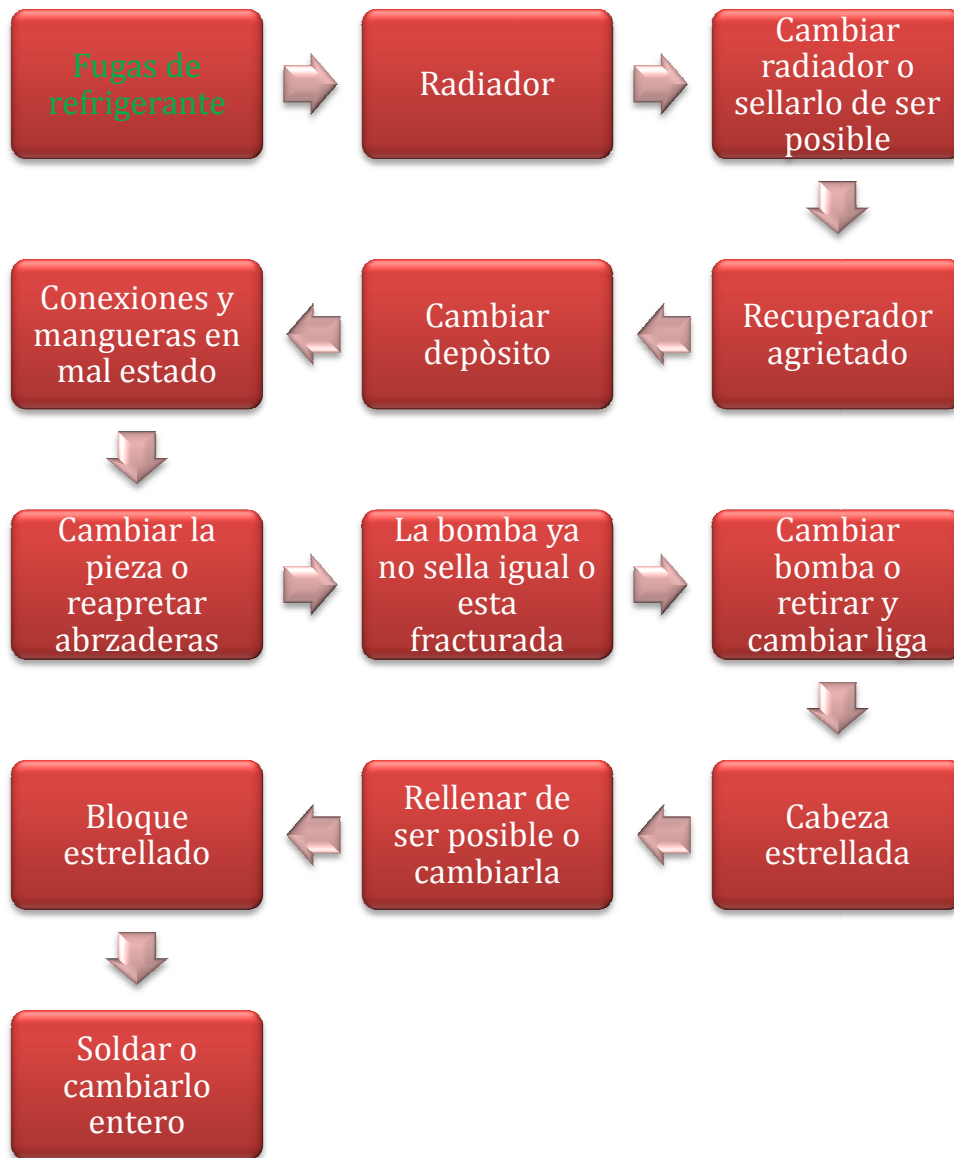 Fugas de
refrigerante
Radiador
Cambiar
radiador o
sellarlo de ser
posible
Recuperador
agrietado
Cambiar
depòsito
Conexiones y
mangueras en
mal estado
Cambiar la
pieza o
reapretar
abrzaderas
La bomba ya
no sella igual o
esta
fracturada
Cambiar
bomba o
retirar y
cambiar liga
Cabeza
estrellada
Rellenar de
ser posible o
cambiarla
Bloque
estrellado
Soldar o
cambiarlo
entero